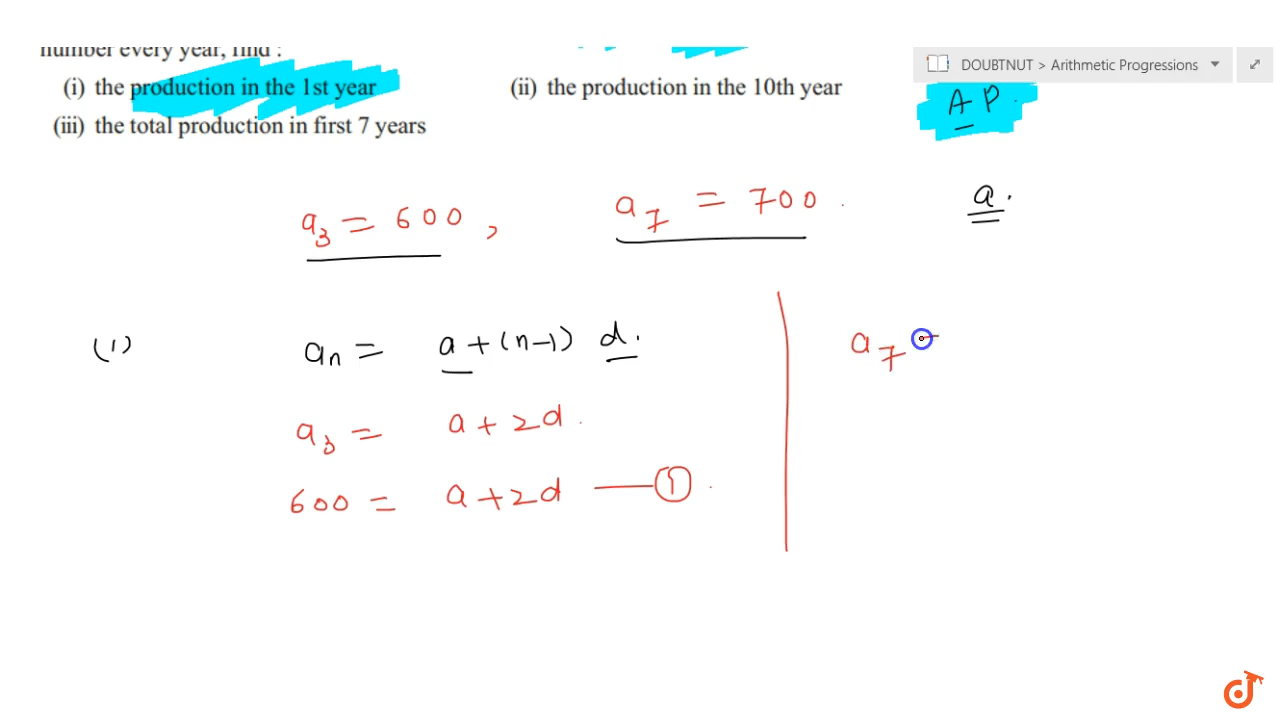 number every year, find :
(i) the production in the 1st year (ii) the production in the 10th year
DOUBTNUT > Arithmetic Progressions
(iii) the total production in first 7 years
A P.
a₃ = 600, a₇ = 700. a.
(1) aₙ = a + (n-1) d.
a₇ =
a₃ = a + 2d.
600 = a + 2d — ①